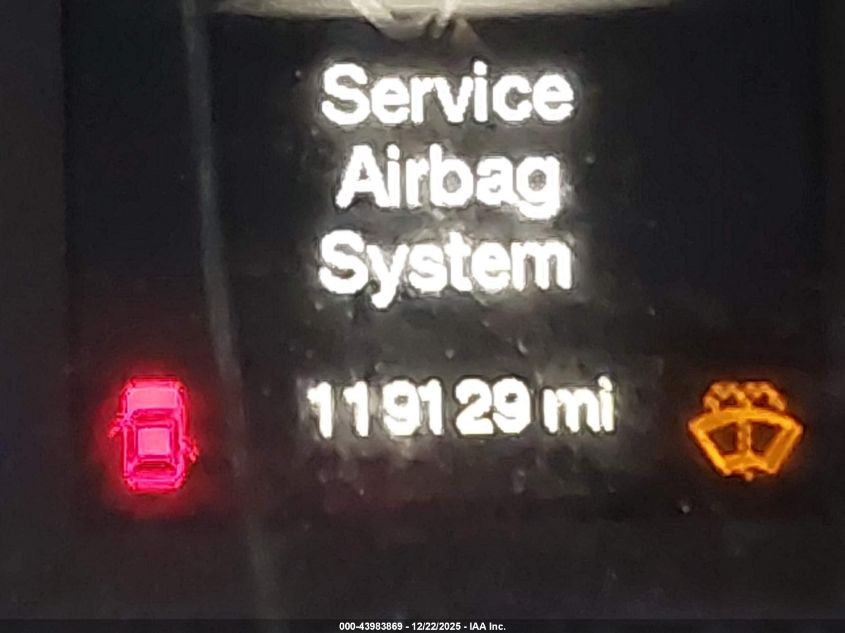 Service
Airbag
System
119129 mi
000-43983869 - 12/22/2025 - IAA Inc.